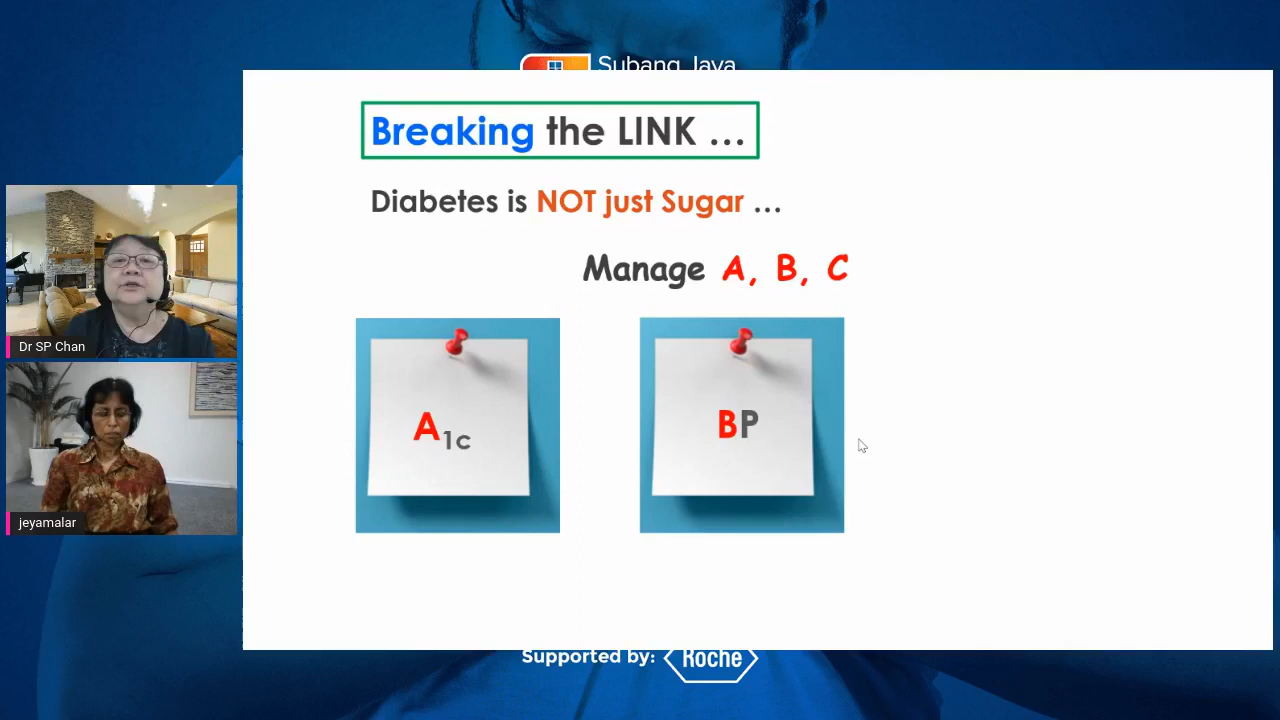 Subang Jaya
Breaking the LINK ...
Diabetes is NOT just Sugar ...
Manage A, B, C
A1c
BP
Dr SP Chan
jeyamalar
Supported by: Roche